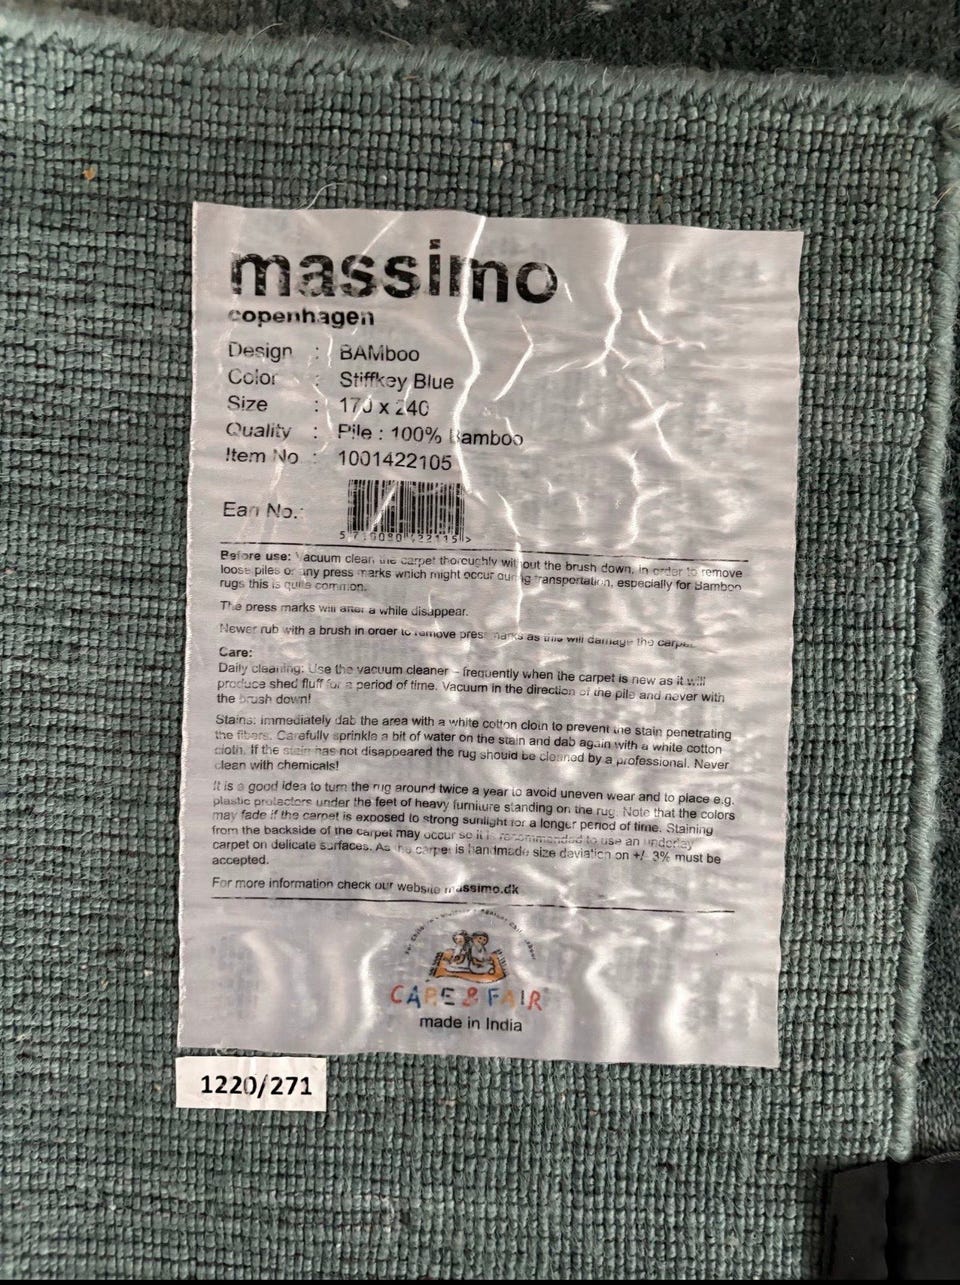 massimo
copenhagen
Design : BAMboo
Color : Stiffkey Blue
Size : 170 x 240
Quality : Pile : 100% Bamboo
Item No : 1001422105
Ean No.:
Before use: Vacuum clean the carpet thoroughly without the brush down, in order to remove
loose piles or any press marks which might occur during transportation, especially for Bamboo
rugs this is quite common.
The press marks will after a while disappear.
Newer rub with a brush in order to remove press marks as this will damage the carpet.
Care:
Daily cleaning: Use the vacuum cleaner – frequently when the carpet is new as it will
produce shed fluff for a period of time. Vacuum in the direction of the pile and never with
the brush down!
Stains: immediately dab the area with a white cotton cloth to prevent the stain penetrating
the fibers. Carefully sprinkle a bit of water on the stain and dab again with a white cotton
cloth. If the stain has not disappeared the rug should be cleaned by a professional. Never
clean with chemicals!
It is a good idea to turn the rug around twice a year to avoid uneven wear and to place e.g.
plastic protectors under the feet of heavy furniture standing on the rug. Note that the colors
may fade if the carpet is exposed to strong sunlight for a longer period of time. Staining
from the backside of the carpet may occur so it is recommended to use an underlay
carpet on delicate surfaces. As the carpet is handmade size deviation on +/- 3% must be
accepted.
For more information check our website massimo.dk
CARE & FAIR
made in India
1220/271